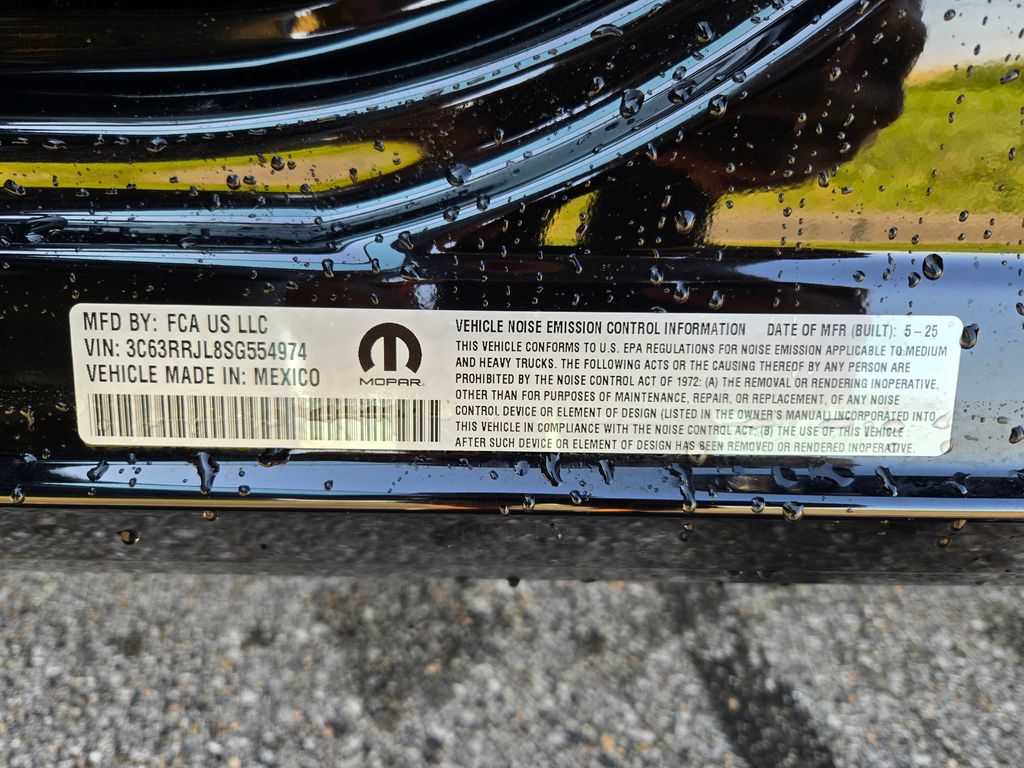 MFD BY: FCA US LLC
VIN: 3C63RRJL8SG554974
VEHICLE MADE IN: MEXICO
MOPAR
VEHICLE NOISE EMISSION CONTROL INFORMATION DATE OF MFR (BUILT): 5-25
THIS VEHICLE CONFORMS TO U.S. EPA REGULATIONS FOR NOISE EMISSION APPLICABLE TO MEDIUM
AND HEAVY TRUCKS. THE FOLLOWING ACTS OR THE CAUSING THEREOF BY ANY PERSON ARE
PROHIBITED BY THE NOISE CONTROL ACT OF 1972: (A) THE REMOVAL OR RENDERING INOPERATIVE,
OTHER THAN FOR PURPOSES OF MAINTENANCE, REPAIR, OR REPLACEMENT, OF ANY NOISE
CONTROL DEVICE OR ELEMENT OF DESIGN (LISTED IN THE OWNER'S MANUAL) INCORPORATED INTO
THIS VEHICLE IN COMPLIANCE WITH THE NOISE CONTROL ACT; (B) THE USE OF THIS VEHICLE
AFTER SUCH DEVICE OR ELEMENT OF DESIGN HAS BEEN REMOVED OR RENDERED INOPERATIVE.